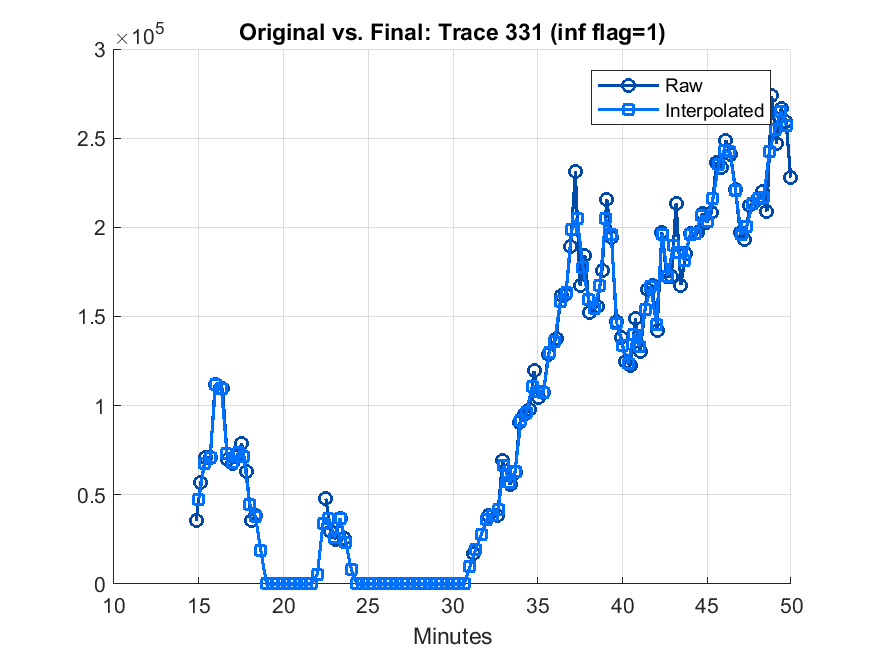 Original vs. Final: Trace 331 (inf flag=1)
×10^5
3
2.5
2
1.5
1
0.5
0
Raw
Interpolated
10 15 20 25 30 35 40 45 50
Minutes